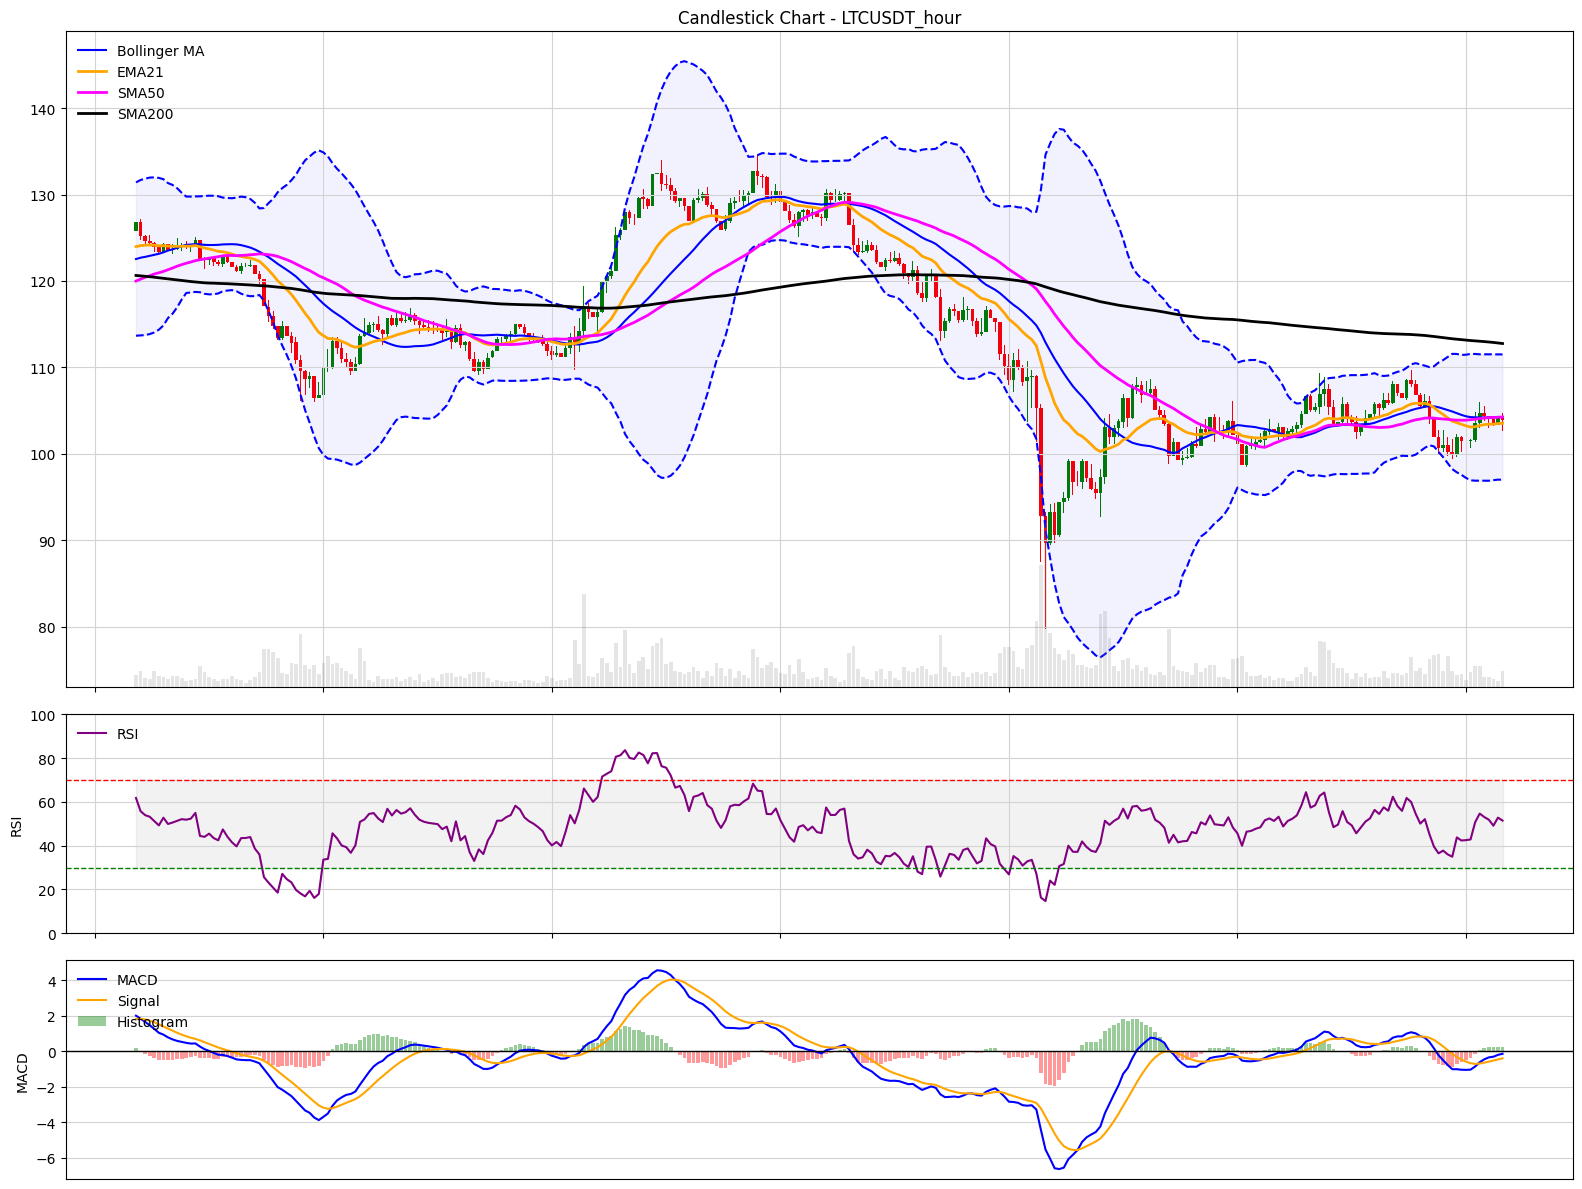 Candlestick Chart - LTCUSDT_hour
Bollinger MA
EMA21
SMA50
SMA200
140
130
120
110
100
90
80
RSI
100
80
60
40
20
0
RSI
MACD
Signal
Histogram
4
2
0
−2
−4
−6
MACD